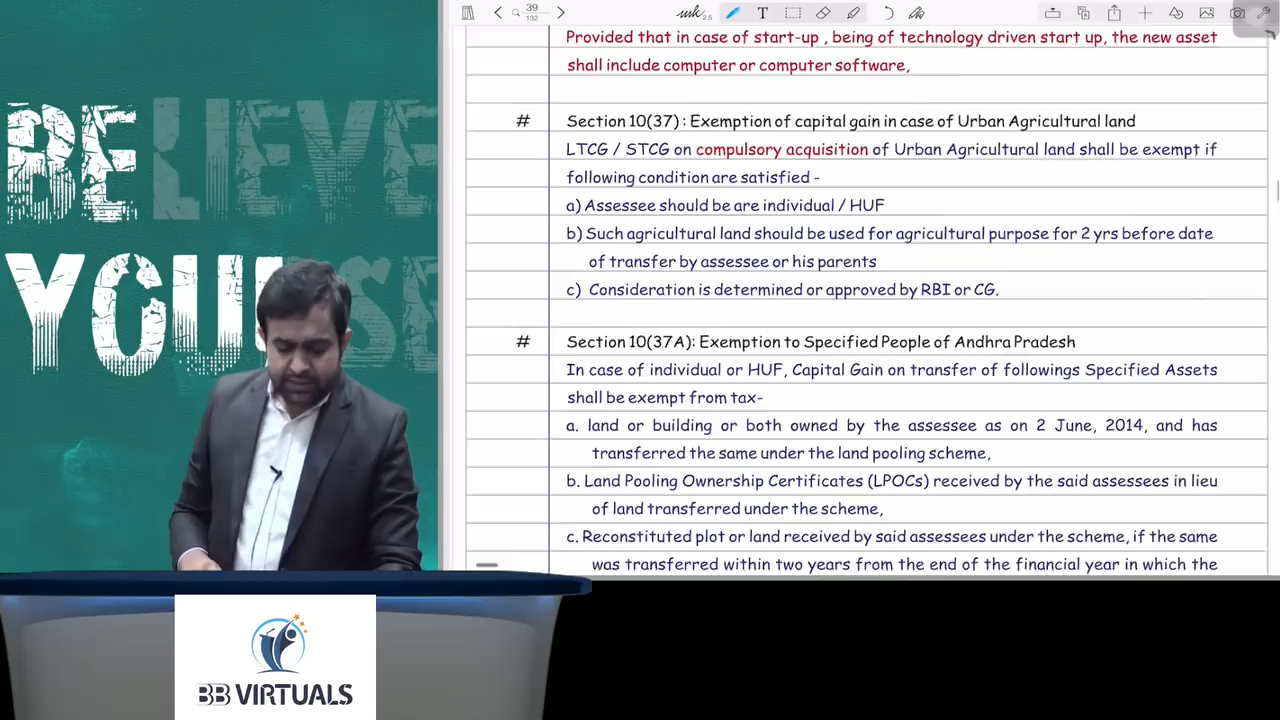 BELIEVE
YOURSE
39
132
2.5
T
Provided that in case of start-up , being of technology driven start up, the new asset
shall include computer or computer software,
# Section 10(37) : Exemption of capital gain in case of Urban Agricultural land
LTCG / STCG on compulsory acquisition of Urban Agricultural land shall be exempt if
following condition are satisfied -
a) Assessee should be are individual / HUF
b) Such agricultural land should be used for agricultural purpose for 2 yrs before date
of transfer by assessee or his parents
c) Consideration is determined or approved by RBI or CG.
# Section 10(37A): Exemption to Specified People of Andhra Pradesh
In case of individual or HUF, Capital Gain on transfer of followings Specified Assets
shall be exempt from tax-
a. land or building or both owned by the assessee as on 2 June, 2014, and has
transferred the same under the land pooling scheme,
b. Land Pooling Ownership Certificates (LPOCs) received by the said assessees in lieu
of land transferred under the scheme,
c. Reconstituted plot or land received by said assessees under the scheme, if the same
was transferred within two years from the end of the financial year in which the
BB VIRTUALS